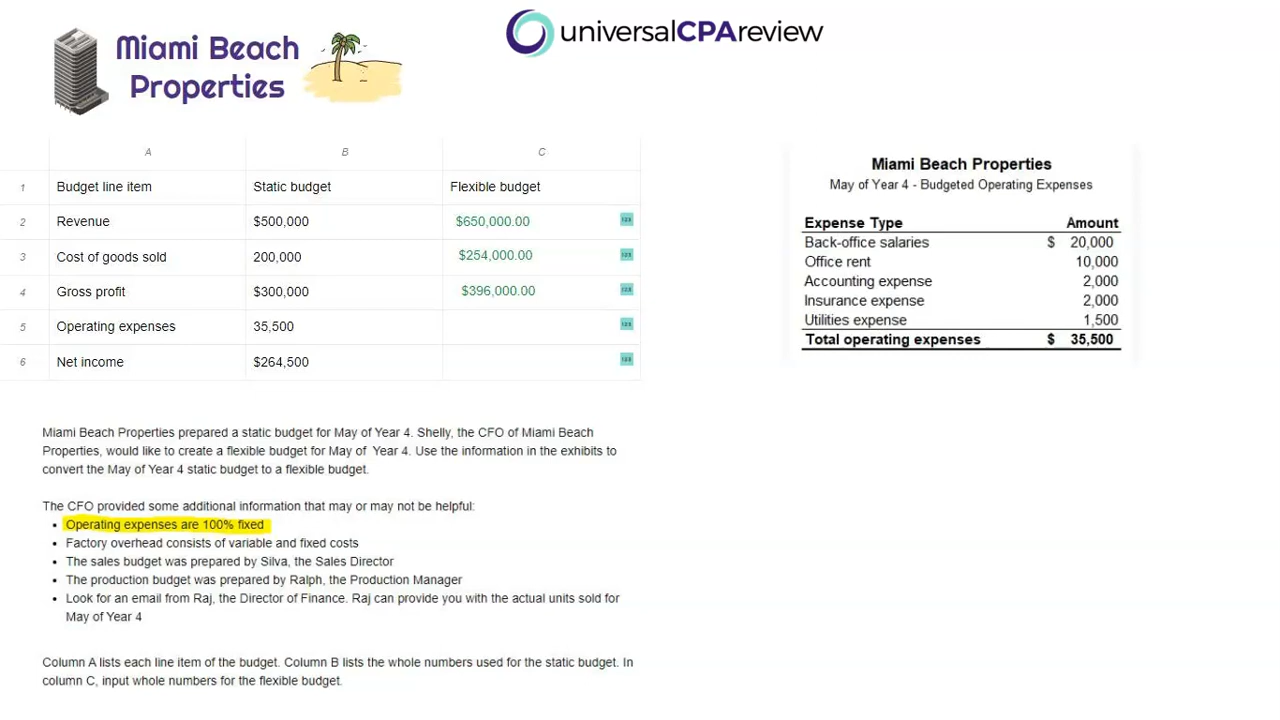 Miami Beach
Properties
universalCPAreview
A B C
1 Budget line item Static budget Flexible budget
2 Revenue $500,000 $650,000.00 123
3 Cost of goods sold 200,000 $254,000.00 123
4 Gross profit $300,000 $396,000.00 123
5 Operating expenses 35,500 123
6 Net income $264,500 123
Miami Beach Properties
May of Year 4 - Budgeted Operating Expenses
Expense Type Amount
Back-office salaries $ 20,000
Office rent 10,000
Accounting expense 2,000
Insurance expense 2,000
Utilities expense 1,500
Total operating expenses $ 35,500
Miami Beach Properties prepared a static budget for May of Year 4. Shelly, the CFO of Miami Beach
Properties, would like to create a flexible budget for May of Year 4. Use the information in the exhibits to
convert the May of Year 4 static budget to a flexible budget.
The CFO provided some additional information that may or may not be helpful:
• Operating expenses are 100% fixed
• Factory overhead consists of variable and fixed costs
• The sales budget was prepared by Silva, the Sales Director
• The production budget was prepared by Ralph, the Production Manager
• Look for an email from Raj, the Director of Finance. Raj can provide you with the actual units sold for
May of Year 4
Column A lists each line item of the budget. Column B lists the whole numbers used for the static budget. In
column C, input whole numbers for the flexible budget.